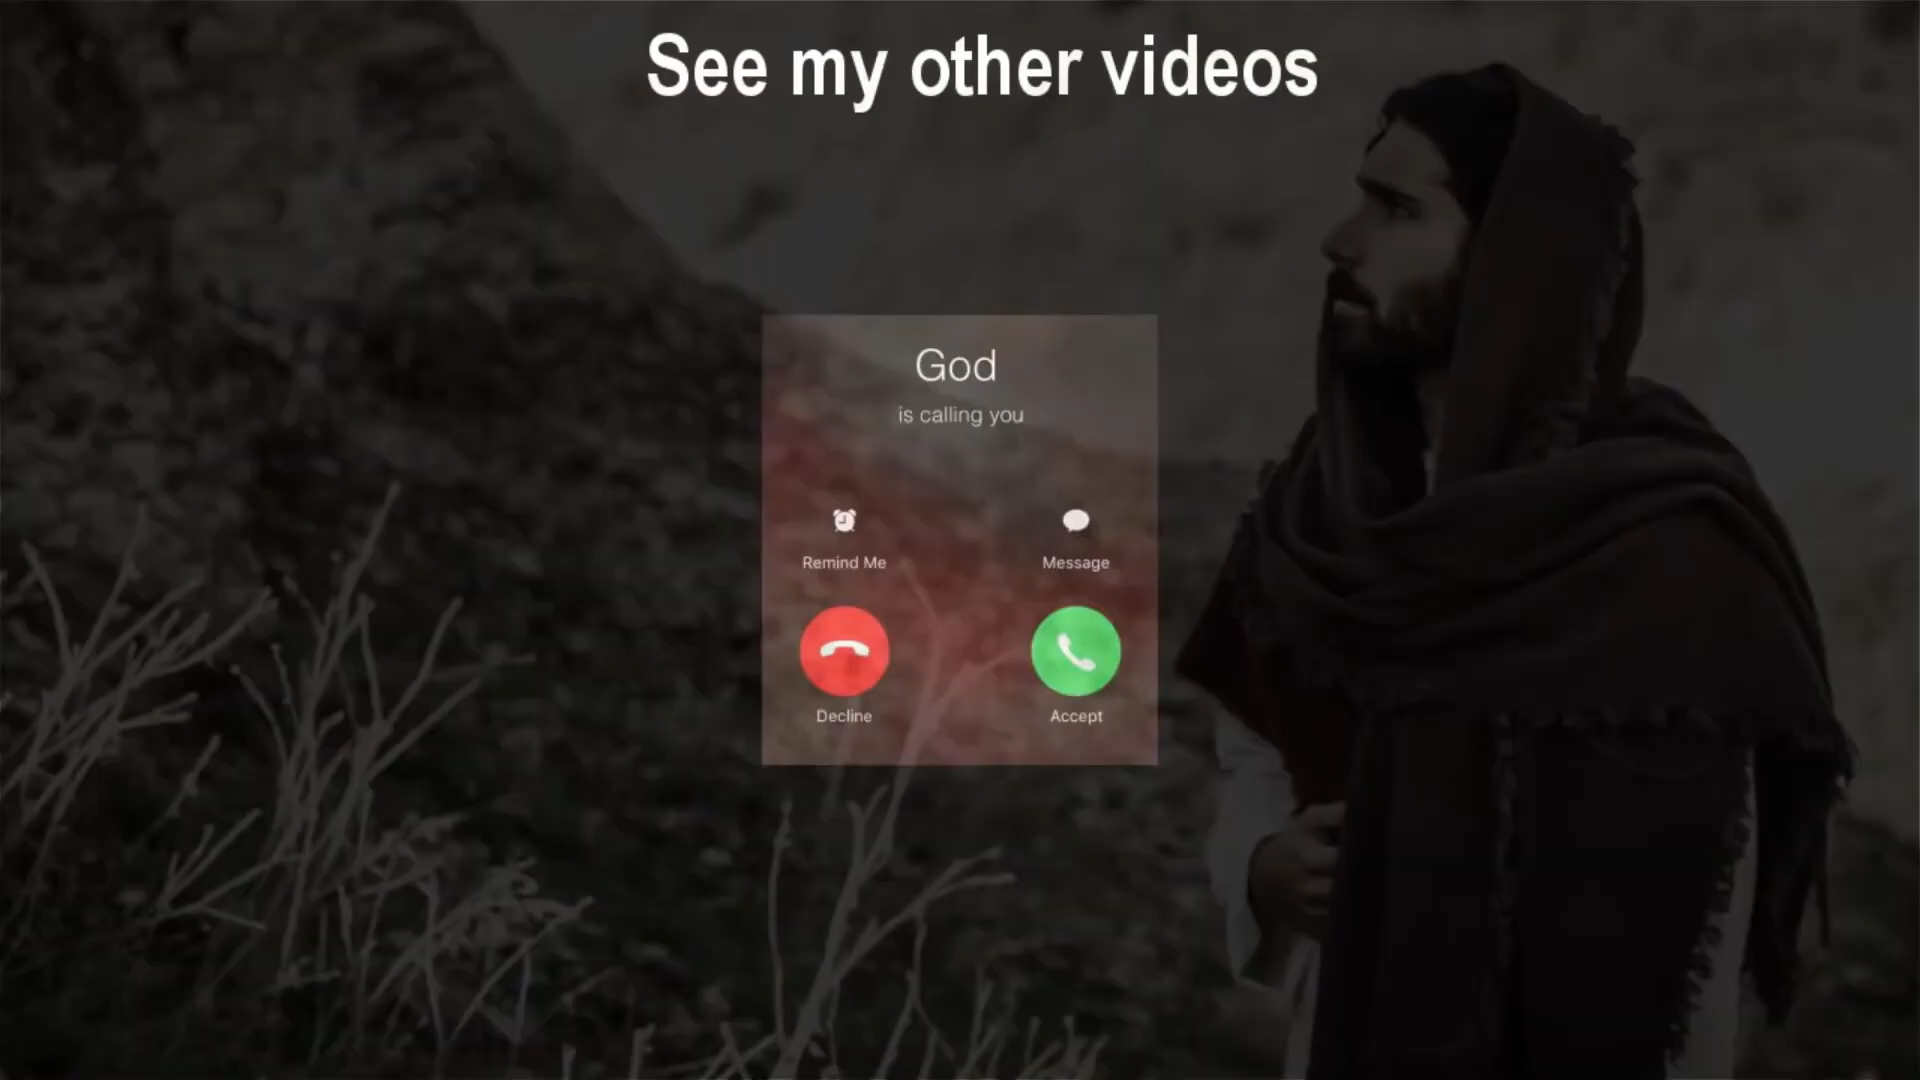 See my other videos
God
is calling you
Remind Me
Message
Decline
Accept